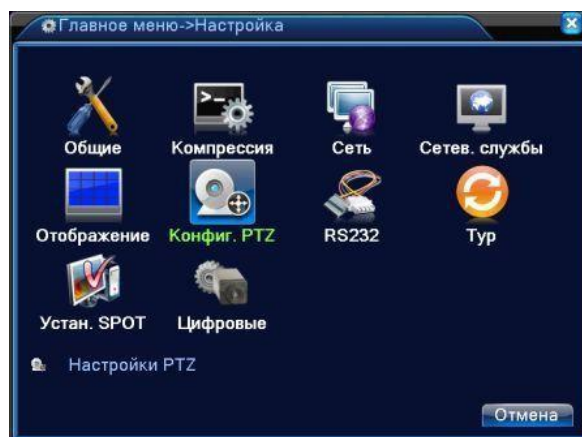 Главное меню->Настройка
Общие Компрессия Сеть Сетев. службы
Отображение Конфиг. PTZ RS232 Тур
Устан. SPOT Цифровые
Настройки PTZ
Отмена